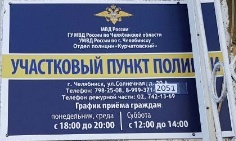 МВД России
ГУ МВД России по Челябинской области
УМВД России по г. Челябинску
Отдел полиции «Курчатовский»
УЧАСТКОВЫЙ ПУНКТ ПОЛИ
г. Челябинск, ул.Солнечная
Телефон: 798-25-08, 8-999-371- 2051
Телефон дежурной части: 02, 742-13-69
График приёма граждан
понедельник, среда Суббота
с 18:00 до 20:00 с 12:00 до 14:00